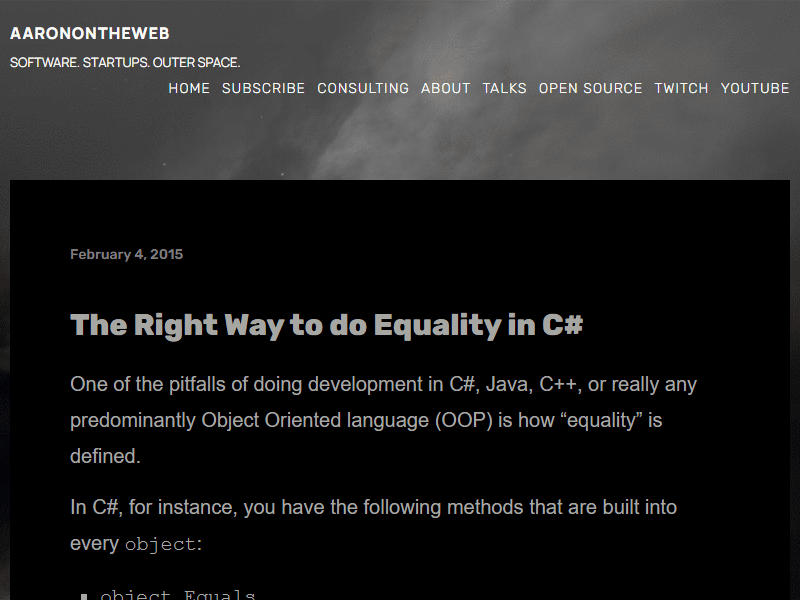 AARONONTHEWEB
SOFTWARE. STARTUPS. OUTER SPACE.
HOME SUBSCRIBE CONSULTING ABOUT TALKS OPEN SOURCE TWITCH YOUTUBE
February 4, 2015
The Right Way to do Equality in C#
One of the pitfalls of doing development in C#, Java, C++, or really any
predominantly Object Oriented language (OOP) is how “equality” is
defined.
In C#, for instance, you have the following methods that are built into
every object:
object.Equals